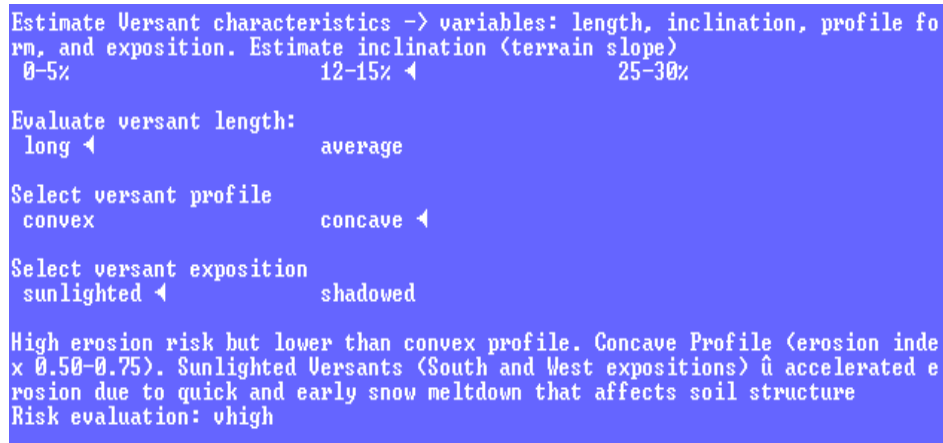 Estimate Versant characteristics -> variables: length, inclination, profile fo
rm, and exposition. Estimate inclination (terrain slope)
0-5% 12-15% ◄ 25-30%
Evaluate versant length:
long ◄ average
Select versant profile
convex concave ◄
Select versant exposition
sunlighted ◄ shadowed
High erosion risk but lower than convex profile. Concave Profile (erosion inde
x 0.50-0.75). Sunlighted Versants (South and West expositions) û accelerated e
rosion due to quick and early snow meltdown that affects soil structure
Risk evaluation: vhigh